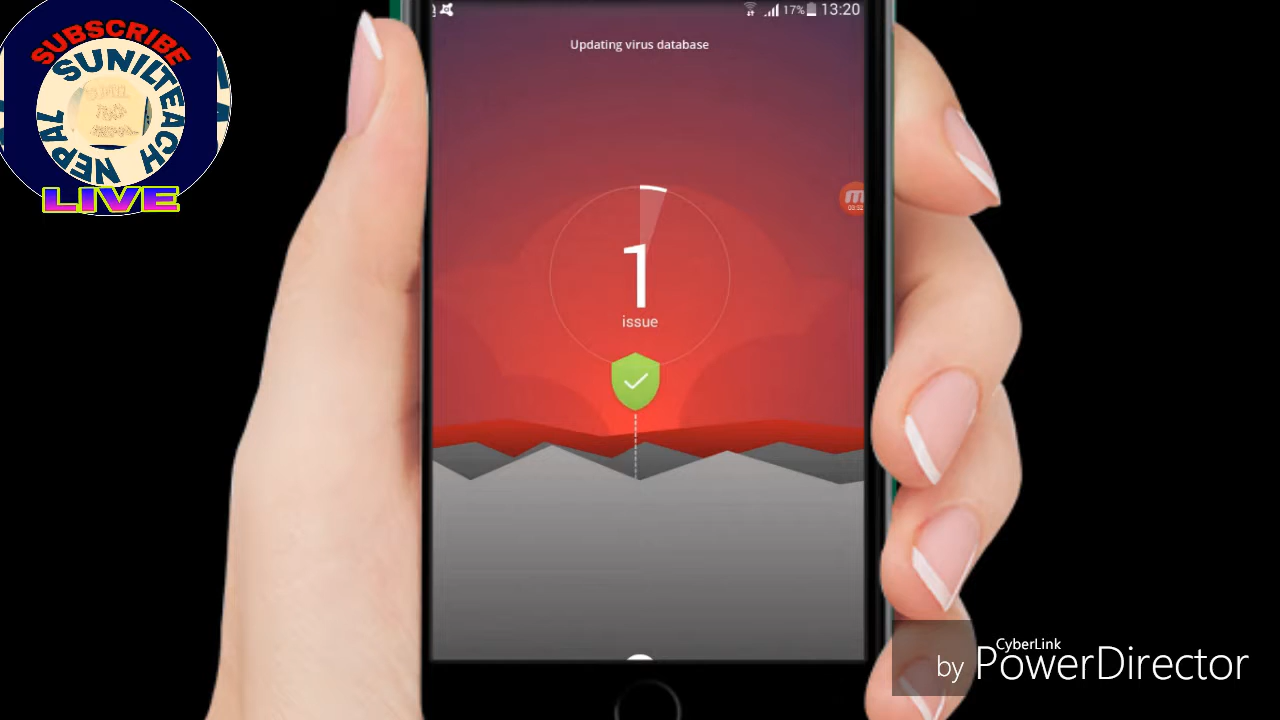 SUBSCRIBE
SUNILTEACH NEPAL
LIVE
17% 13:20
Updating virus database
1
issue
CyberLink
by PowerDirector